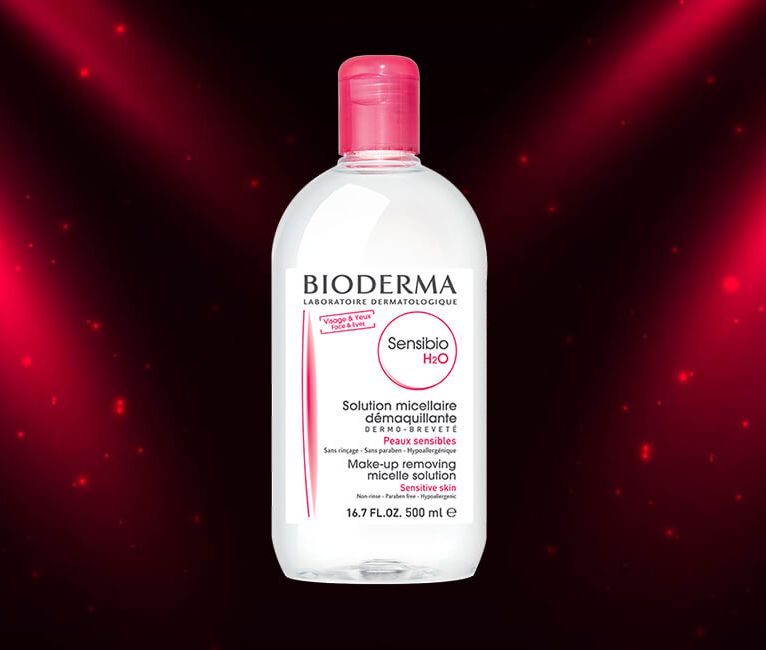 BIODERMA
LABORATOIRE DERMATOLOGIQUE
Visage & Yeux
Face & Eyes
Sensibio
H2O
Solution micellaire
démaquillante
DERMO-BREVETÉ
Peaux sensibles
Sans rinçage - Sans paraben - Hypoallergénique
Make-up removing
micelle solution
Sensitive skin
Non-rinse - Paraben free - Hypoallergenic
16.7 FL.OZ. 500 ml ℮